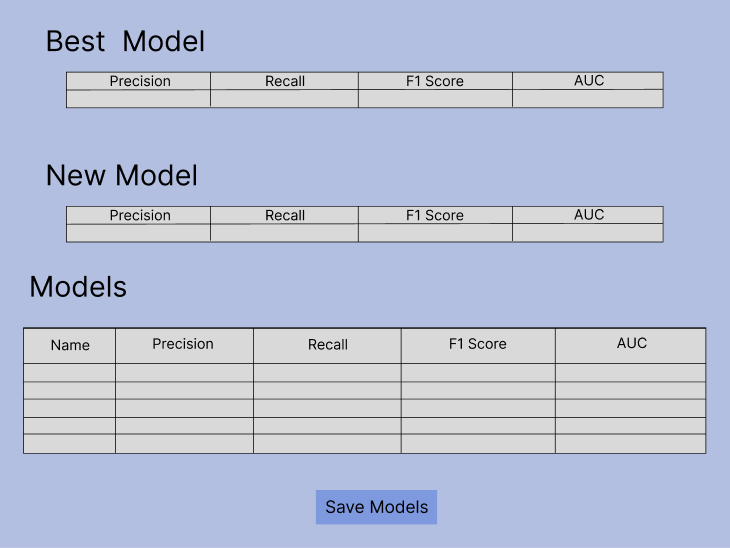 Best Model
Precision Recall F1 Score AUC
New Model
Precision Recall F1 Score AUC
Models
Name Precision Recall F1 Score AUC
Save Models